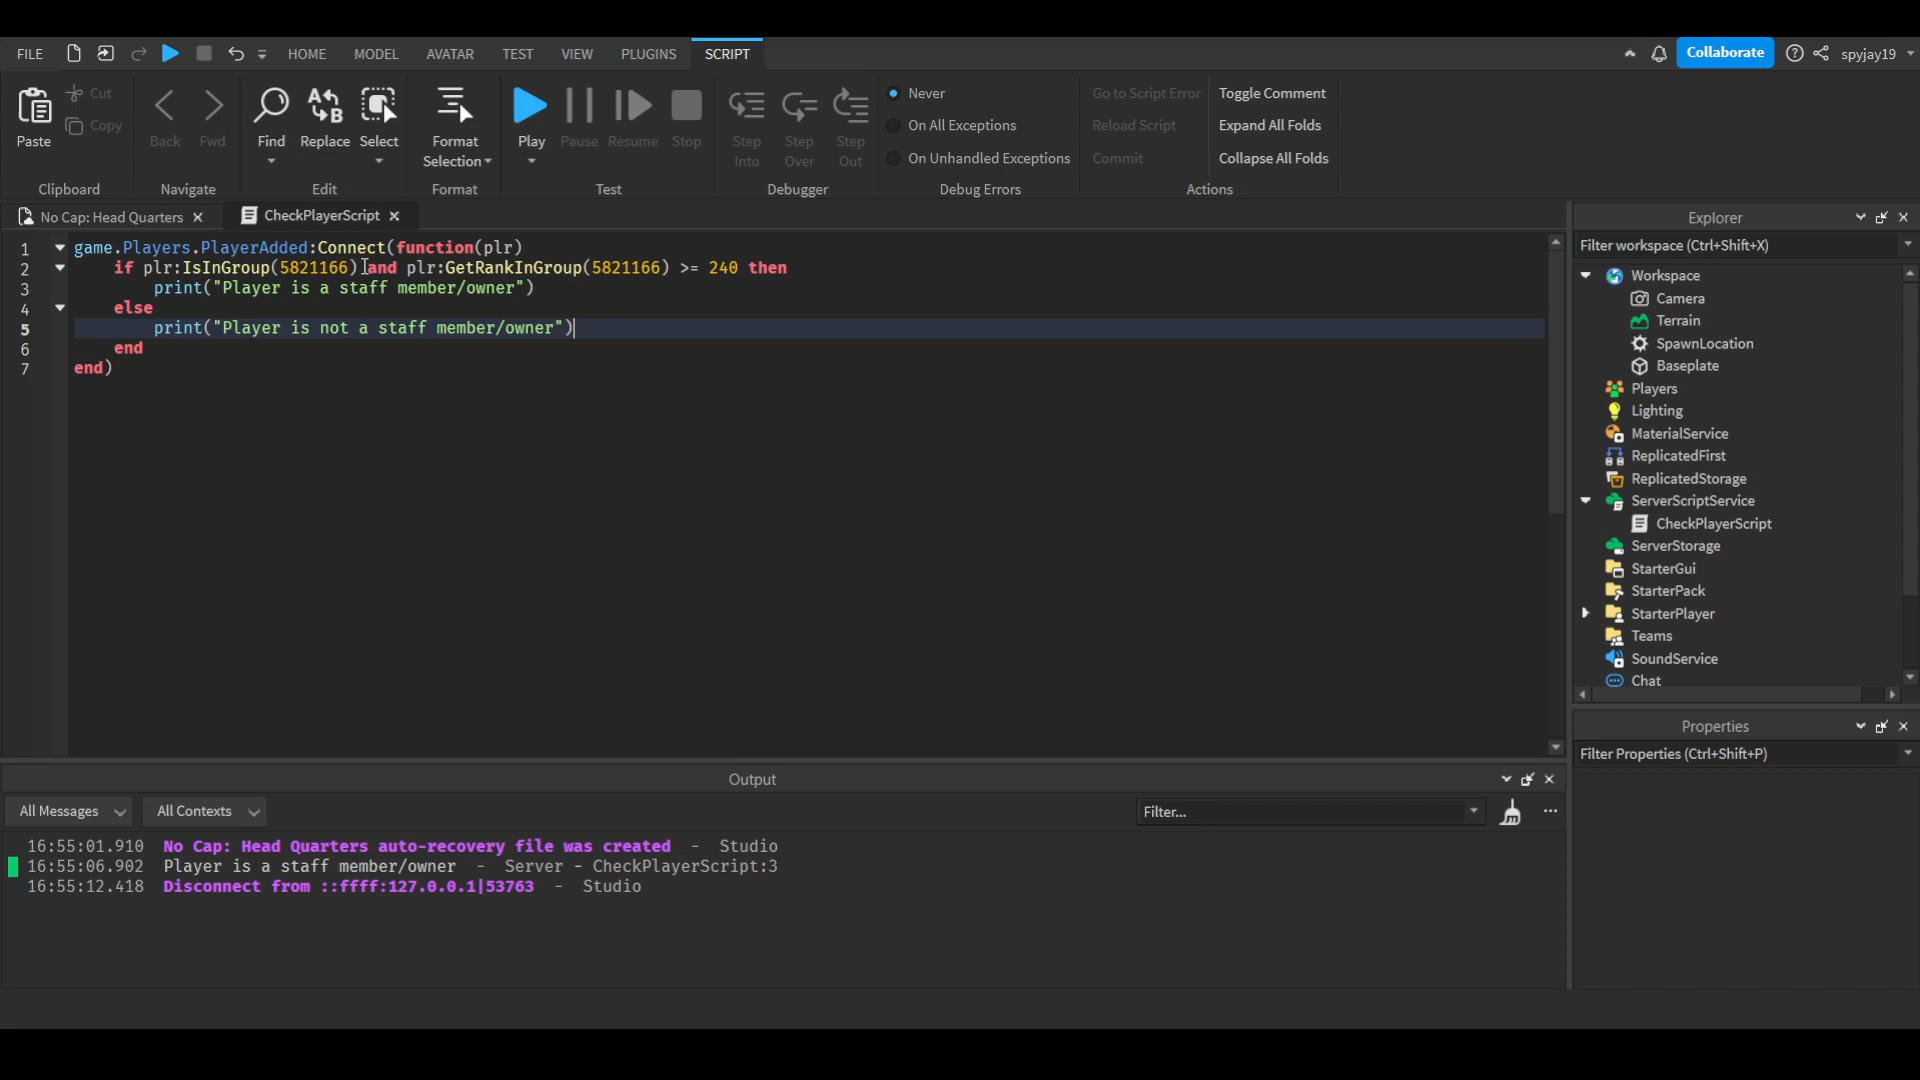 FILE HOME MODEL AVATAR TEST VIEW PLUGINS SCRIPT Collaborate spyjay19
Paste Cut Copy
Back Fwd
Find Replace Select
Format Selection
Play Pause Resume Stop
Step Into Step Over Step Out
Never
On All Exceptions
On Unhandled Exceptions
Go to Script Error
Reload Script
Commit
Toggle Comment
Expand All Folds
Collapse All Folds
Clipboard Navigate Edit Format Test Debugger Debug Errors Actions
No Cap: Head Quarters CheckPlayerScript
1 game.Players.PlayerAdded:Connect(function(plr)
2 if plr:IsInGroup(5821166) and plr:GetRankInGroup(5821166) >= 240 then
3 print("Player is a staff member/owner")
4 else
5 print("Player is not a staff member/owner")
6 end
7 end)
Explorer
Filter workspace (Ctrl+Shift+X)
Workspace
Camera
Terrain
SpawnLocation
Baseplate
Players
Lighting
MaterialService
ReplicatedFirst
ReplicatedStorage
ServerScriptService
CheckPlayerScript
ServerStorage
StarterGui
StarterPack
StarterPlayer
Teams
SoundService
Chat
Properties
Filter Properties (Ctrl+Shift+P)
Output
All Messages All Contexts Filter...
16:55:01.910 No Cap: Head Quarters auto-recovery file was created - Studio
16:55:06.902 Player is a staff member/owner - Server - CheckPlayerScript:3
16:55:12.418 Disconnect from ::ffff:127.0.0.1|53763 - Studio